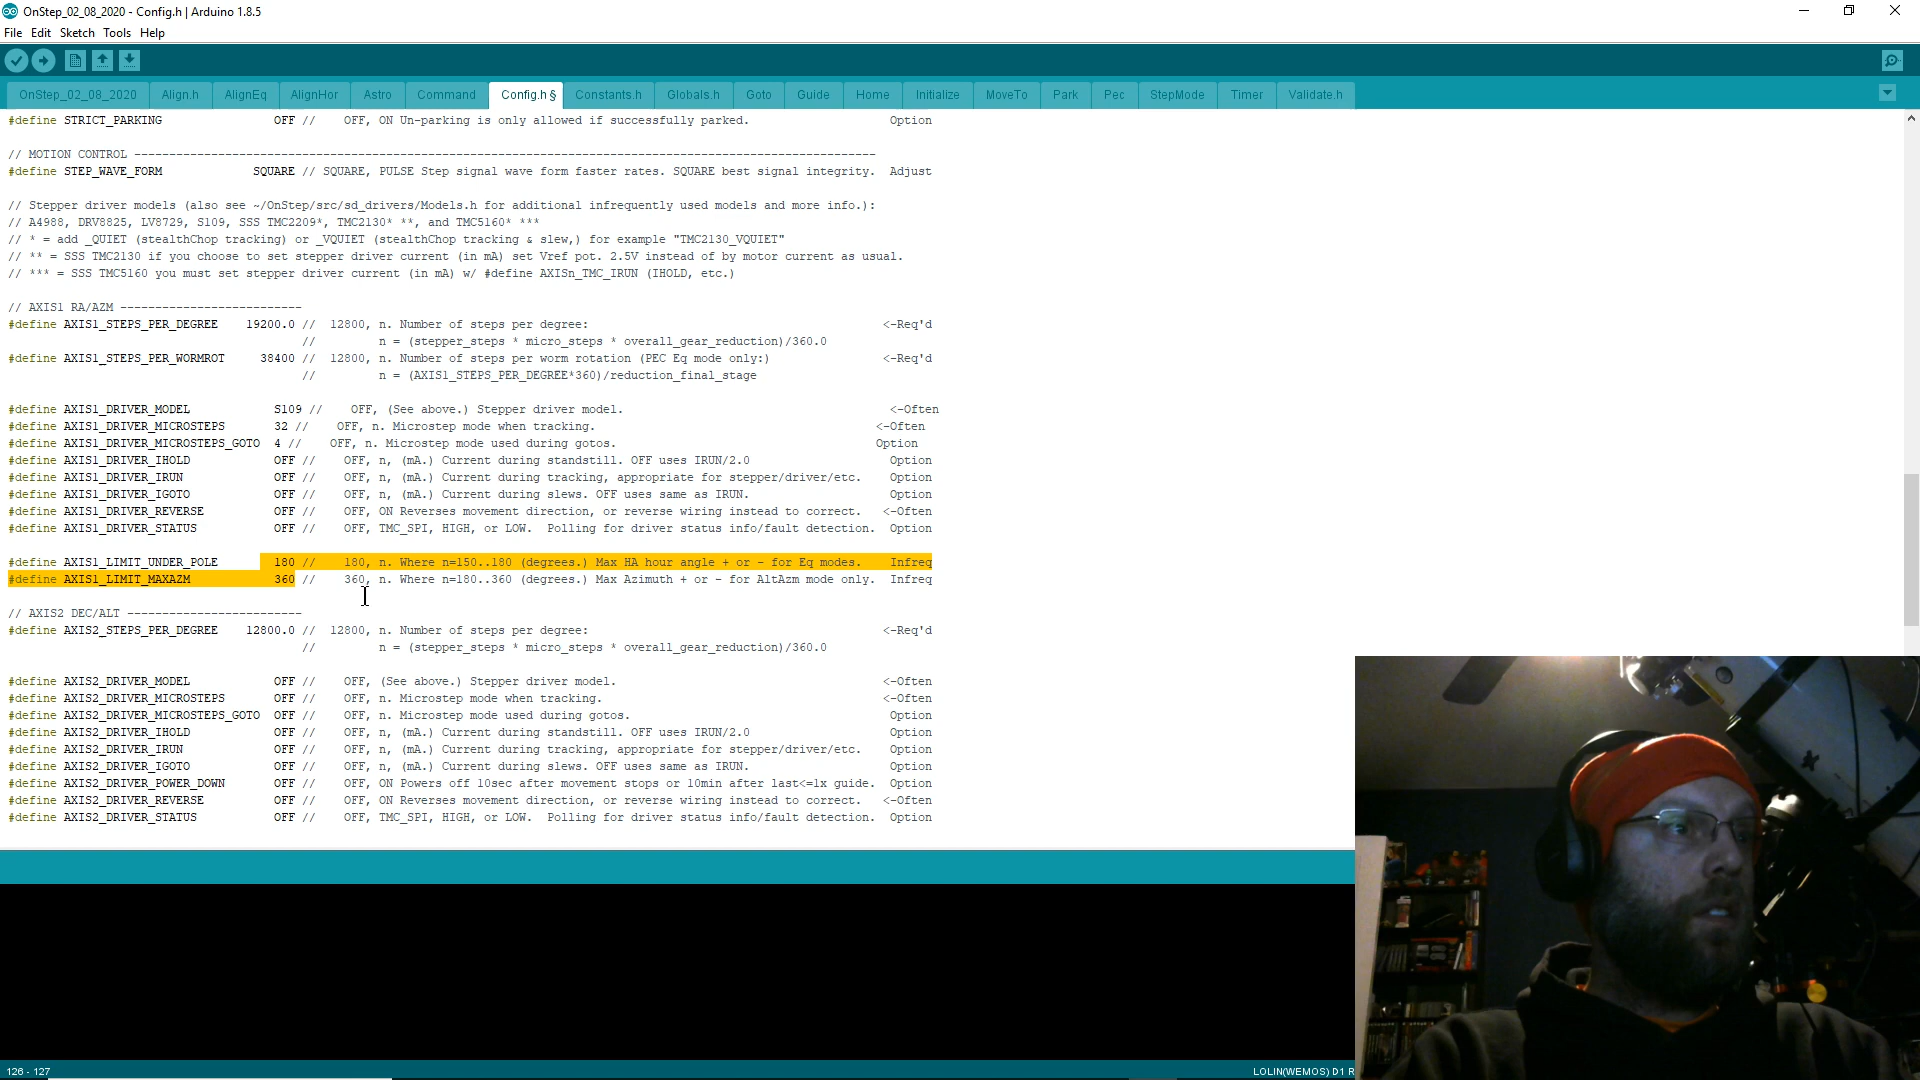 OnStep_02_08_2020 - Config.h | Arduino 1.8.5
File Edit Sketch Tools Help
OnStep_02_08_2020 Align.h AlignEq AlignHor Astro Command Config.h § Constants.h Globals.h Goto Guide Home Initialize MoveTo Park Pec StepMode Timer Validate.h
#define STRICT_PARKING OFF // OFF, ON Un-parking is only allowed if successfully parked. Option
// MOTION CONTROL ----------------------------------------------------------------------------------------------------------
#define STEP_WAVE_FORM SQUARE // SQUARE, PULSE Step signal wave form faster rates. SQUARE best signal integrity. Adjust
// Stepper driver models (also see ~/OnStep/src/sd_drivers/Models.h for additional infrequently used models and more info.):
// A4988, DRV8825, LV8729, S109, SSS TMC2209*, TMC2130* **, and TMC5160* ***
// * = add _QUIET (stealthChop tracking) or _VQUIET (stealthChop tracking & slew,) for example "TMC2130_VQUIET"
// ** = SSS TMC2130 if you choose to set stepper driver current (in mA) set Vref pot. 2.5V instead of by motor current as usual.
// *** = SSS TMC5160 you must set stepper driver current (in mA) w/ #define AXISn_TMC_IRUN (IHOLD, etc.)
// AXIS1 RA/AZM --------------------------
#define AXIS1_STEPS_PER_DEGREE 19200.0 // 12800, n. Number of steps per degree: <-Req'd
// n = (stepper_steps * micro_steps * overall_gear_reduction)/360.0
#define AXIS1_STEPS_PER_WORMROT 38400 // 12800, n. Number of steps per worm rotation (PEC Eq mode only:) <-Req'd
// n = (AXIS1_STEPS_PER_DEGREE*360)/reduction_final_stage
#define AXIS1_DRIVER_MODEL S109 // OFF, (See above.) Stepper driver model. <-Often
#define AXIS1_DRIVER_MICROSTEPS 32 // OFF, n. Microstep mode when tracking. <-Often
#define AXIS1_DRIVER_MICROSTEPS_GOTO 4 // OFF, n. Microstep mode used during gotos. Option
#define AXIS1_DRIVER_IHOLD OFF // OFF, n, (mA.) Current during standstill. OFF uses IRUN/2.0 Option
#define AXIS1_DRIVER_IRUN OFF // OFF, n, (mA.) Current during tracking, appropriate for stepper/driver/etc. Option
#define AXIS1_DRIVER_IGOTO OFF // OFF, n, (mA.) Current during slews. OFF uses same as IRUN. Option
#define AXIS1_DRIVER_REVERSE OFF // OFF, ON Reverses movement direction, or reverse wiring instead to correct. <-Often
#define AXIS1_DRIVER_STATUS OFF // OFF, TMC_SPI, HIGH, or LOW. Polling for driver status info/fault detection. Option
#define AXIS1_LIMIT_UNDER_POLE 180 // 180, n. Where n=150..180 (degrees.) Max HA hour angle + or - for Eq modes. Infreq
#define AXIS1_LIMIT_MAXAZM 360 // 360, n. Where n=180..360 (degrees.) Max Azimuth + or - for AltAzm mode only. Infreq
// AXIS2 DEC/ALT -------------------------
#define AXIS2_STEPS_PER_DEGREE 12800.0 // 12800, n. Number of steps per degree: <-Req'd
// n = (stepper_steps * micro_steps * overall_gear_reduction)/360.0
#define AXIS2_DRIVER_MODEL OFF // OFF, (See above.) Stepper driver model. <-Often
#define AXIS2_DRIVER_MICROSTEPS OFF // OFF, n. Microstep mode when tracking. <-Often
#define AXIS2_DRIVER_MICROSTEPS_GOTO OFF // OFF, n. Microstep mode used during gotos. Option
#define AXIS2_DRIVER_IHOLD OFF // OFF, n, (mA.) Current during standstill. OFF uses IRUN/2.0 Option
#define AXIS2_DRIVER_IRUN OFF // OFF, n, (mA.) Current during tracking, appropriate for stepper/driver/etc. Option
#define AXIS2_DRIVER_IGOTO OFF // OFF, n, (mA.) Current during slews. OFF uses same as IRUN. Option
#define AXIS2_DRIVER_POWER_DOWN OFF // OFF, ON Powers off 10sec after movement stops or 10min after last<=1x guide. Option
#define AXIS2_DRIVER_REVERSE OFF // OFF, ON Reverses movement direction, or reverse wiring instead to correct. <-Often
#define AXIS2_DRIVER_STATUS OFF // OFF, TMC_SPI, HIGH, or LOW. Polling for driver status info/fault detection. Option
126 - 127 LOLIN(WEMOS) D1 R